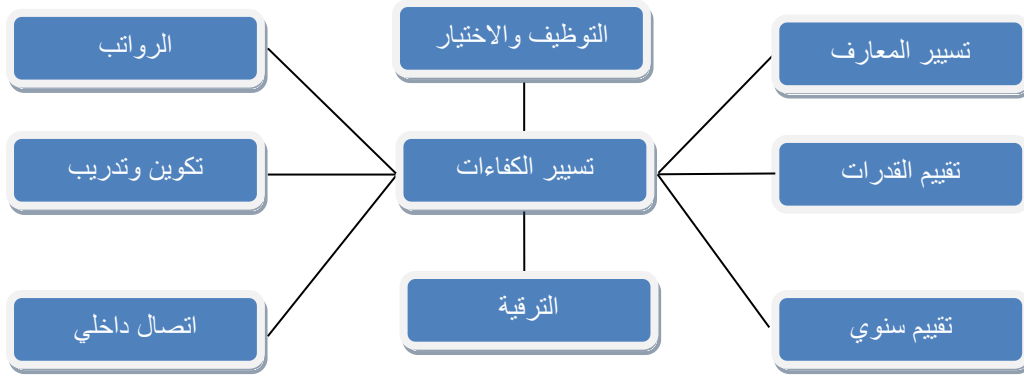 التوظيف والاختيار
تسيير المعارف
الرواتب
تسيير الكفاءات
تقييم القدرات
تكوين وتدريب
الترقية
تقييم سنوي
اتصال داخلي